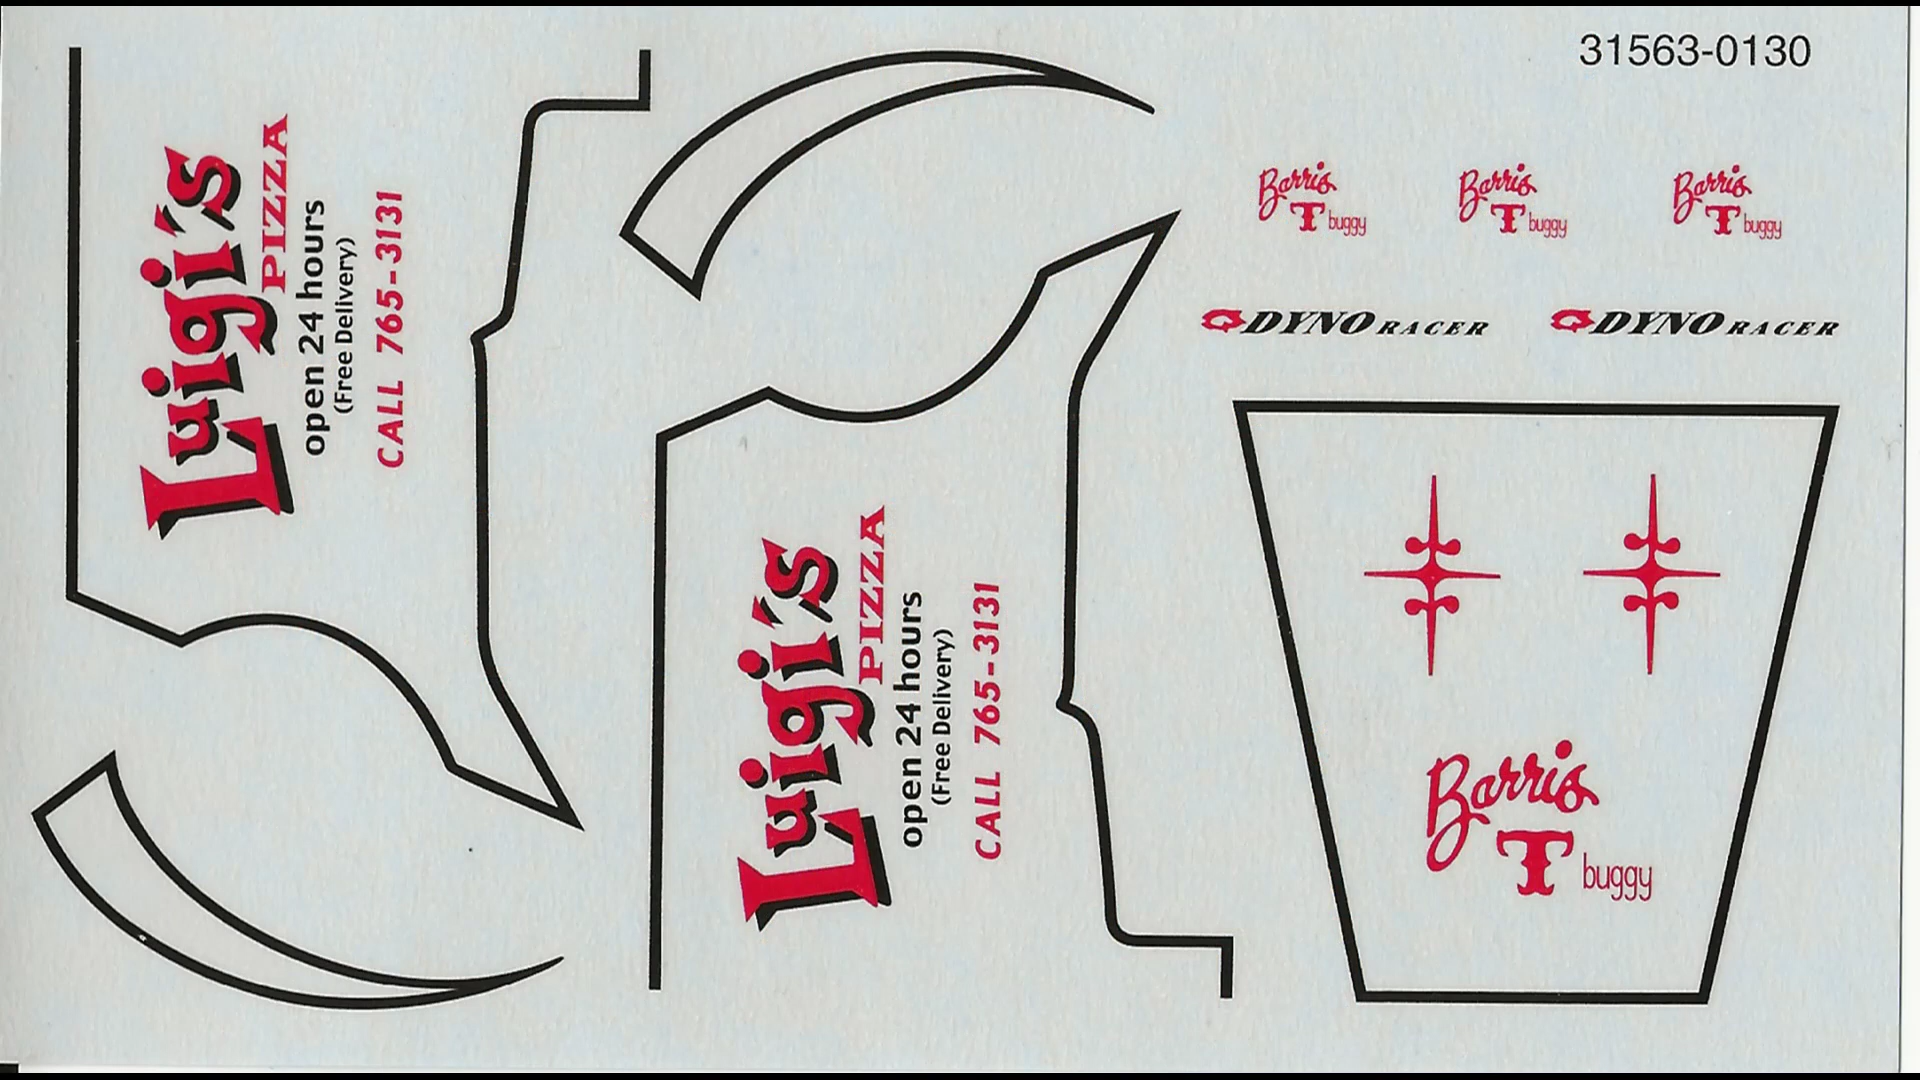 31563-0130
Luigi's
PIZZA
open 24 hours
(Free Delivery)
CALL 765-3131
Luigi's
PIZZA
open 24 hours
(Free Delivery)
CALL 765-3131
Barris
T buggy
Barris
T buggy
Barris
T buggy
DYNO RACER
DYNO RACER
Barris
T buggy